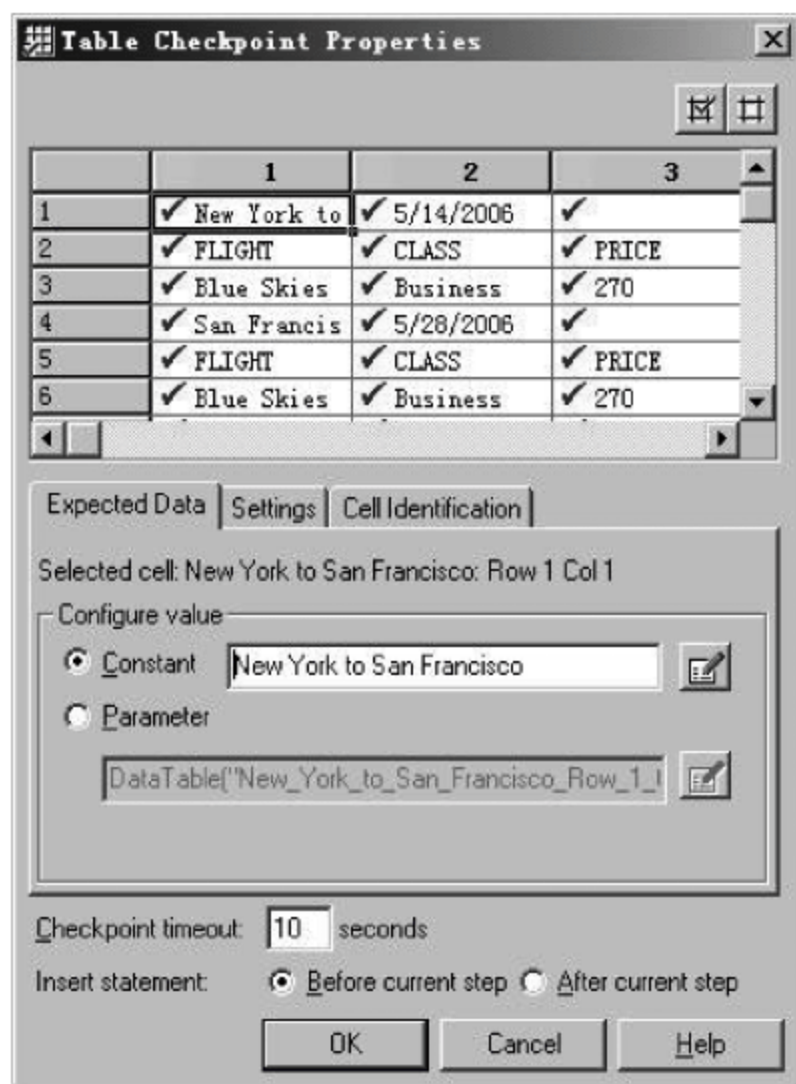 Table Checkpoint Properties
1 2 3
1 New York to 5/14/2006
2 FLIGHT CLASS PRICE
3 Blue Skies Business 270
4 San Francis 5/28/2006
5 FLIGHT CLASS PRICE
6 Blue Skies Business 270
Expected Data Settings Cell Identification
Selected cell: New York to San Francisco: Row 1 Col 1
Configure value
Constant New York to San Francisco
Parameter
DataTable("New_York_to_San_Francisco_Row_1_
Checkpoint timeout: 10 seconds
Insert statement: Before current step After current step
OK Cancel Help